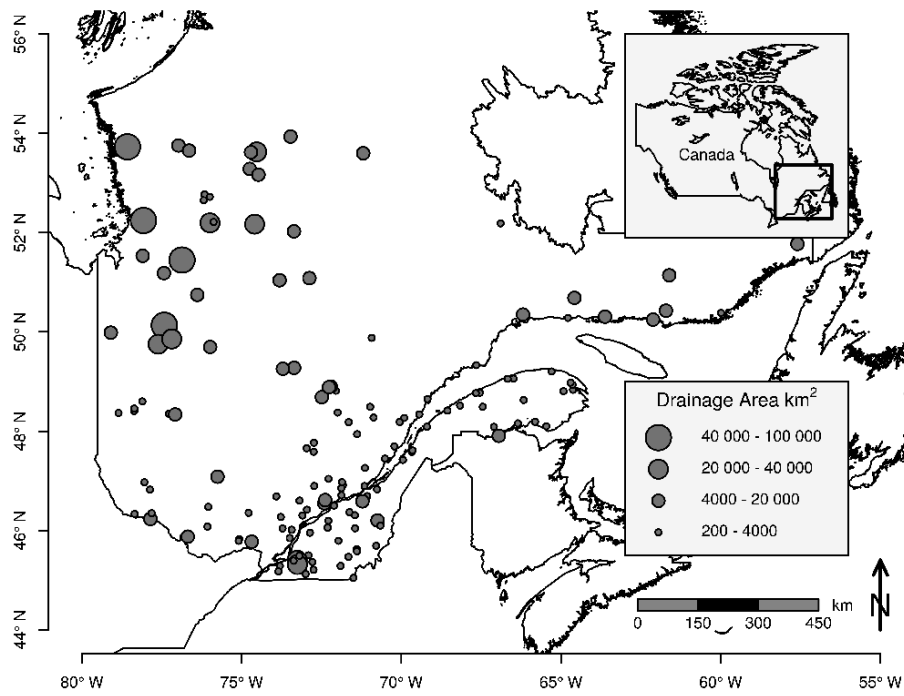 56° N
54° N
52° N
50° N
48° N
46° N
44° N
Canada
Drainage Area km²
40 000 - 100 000
20 000 - 40 000
4000 - 20 000
200 - 4000
N
km
0 150 300 450
80° W 75° W 70° W 65° W 60° W 55° W